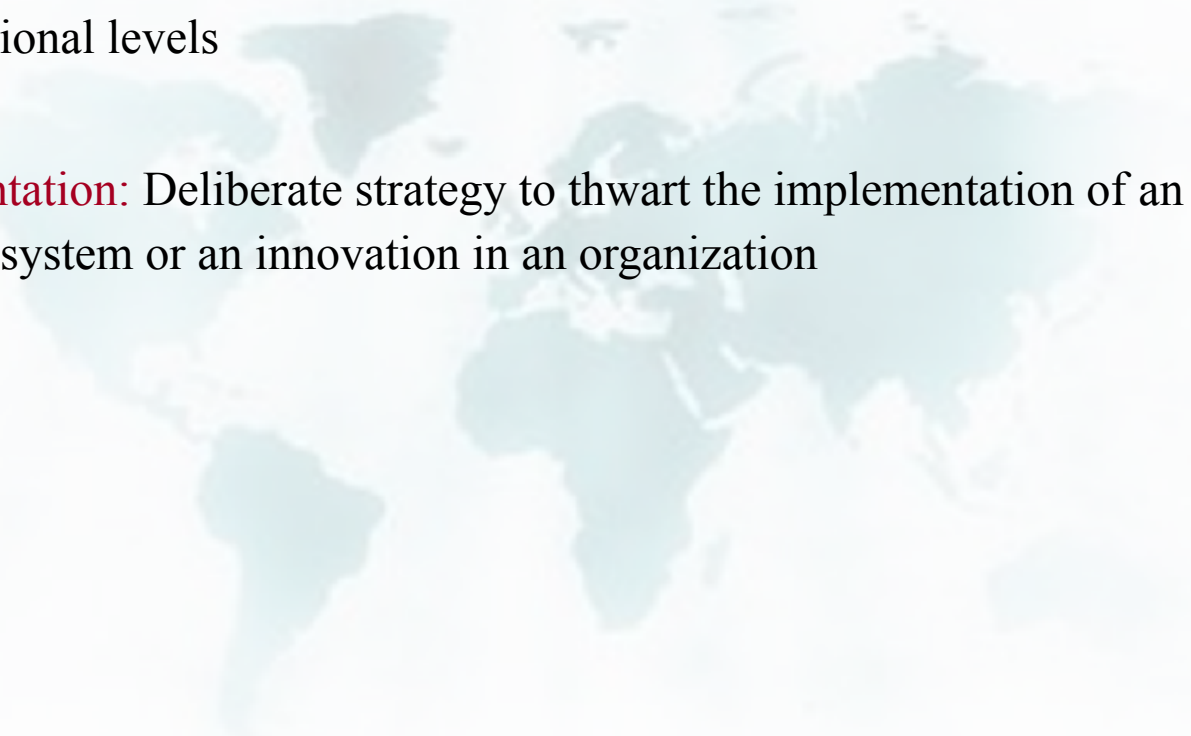 ional levels
ntation: Deliberate strategy to thwart the implementation of an
system or an innovation in an organization